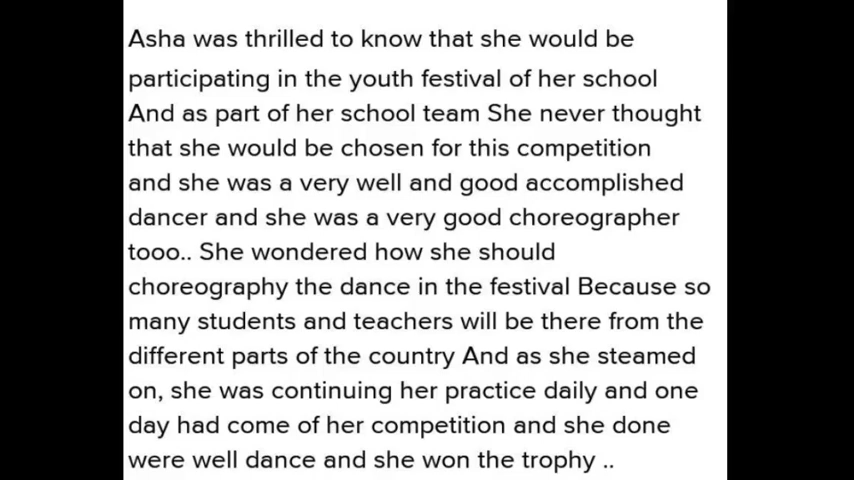 Asha was thrilled to know that she would be
participating in the youth festival of her school
And as part of her school team She never thought
that she would be chosen for this competition
and she was a very well and good accomplished
dancer and she was a very good choreographer
tooo.. She wondered how she should
choreography the dance in the festival Because so
many students and teachers will be there from the
different parts of the country And as she steamed
on, she was continuing her practice daily and one
day had come of her competition and she done
were well dance and she won the trophy ..